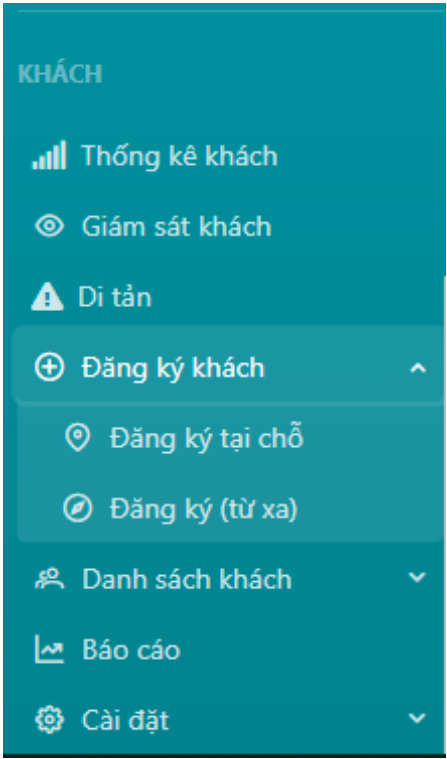 KHÁCH
Thống kê khách
Giám sát khách
Di tản
Đăng ký khách
Đăng ký tại chỗ
Đăng ký (từ xa)
Danh sách khách
Báo cáo
Cài đặt